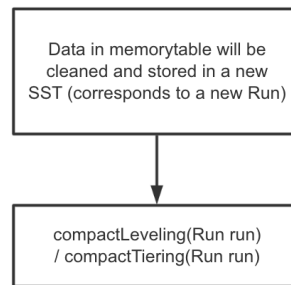 Data in memorytable will be
cleaned and stored in a new
SST (corresponds to a new Run)
compactLeveling(Run run)
/ compactTiering(Run run)